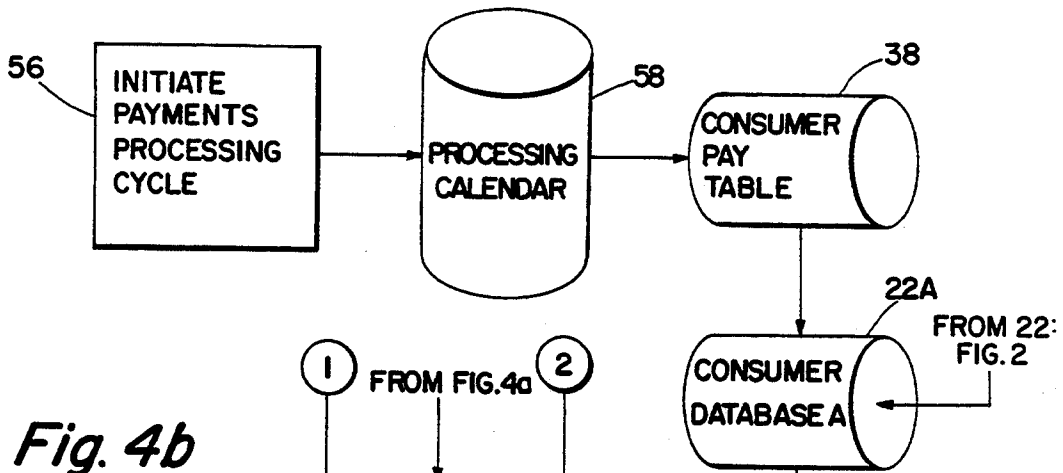 56
INITIATE
PAYMENTS
PROCESSING
CYCLE
58
PROCESSING
CALENDAR
38
CONSUMER
PAY
TABLE
22A
FROM 22:
FIG. 2
CONSUMER
DATABASE A
1
FROM FIG. 4a
2
Fig. 4b